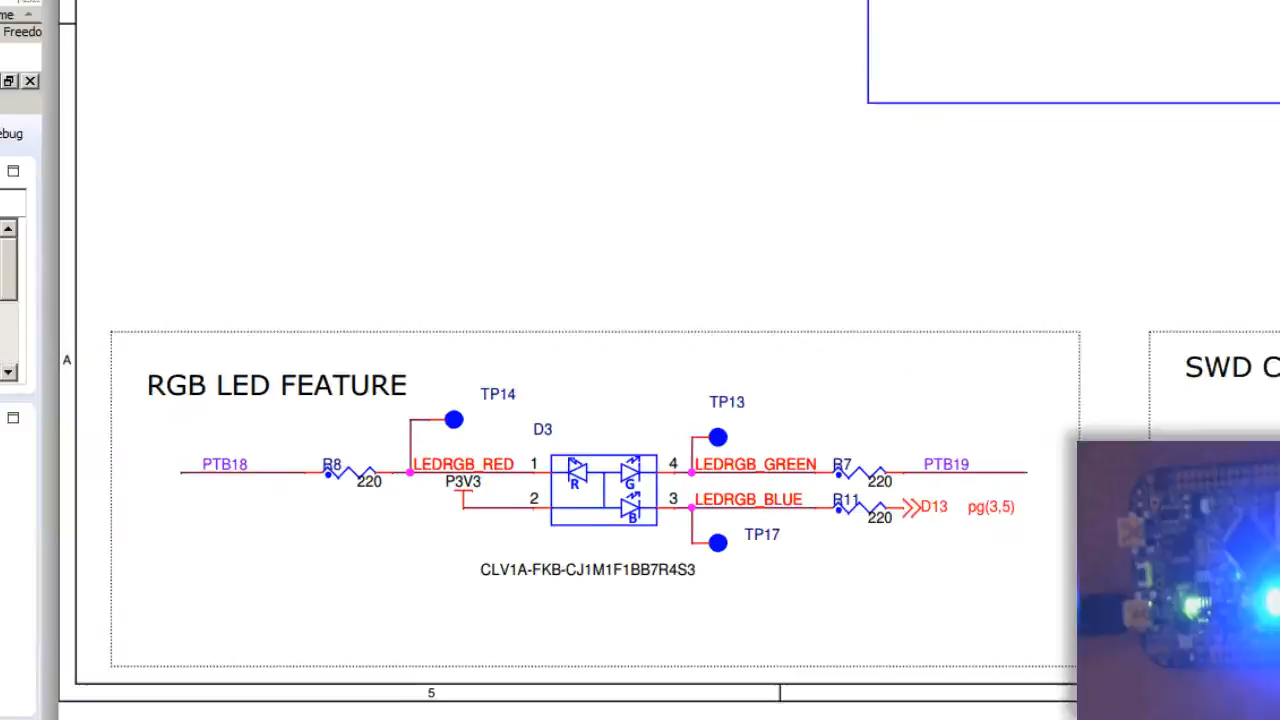 me
Freedo
ebug
A
RGB LED FEATURE
TP14
TP13
D3
PTB18
R8
220
LEDRGB_RED
1
P3V3
2
R
G
B
4
LEDRGB_GREEN
R7
220
PTB19
3
LEDRGB_BLUE
R11
220
D13
pg(3,5)
TP17
CLV1A-FKB-CJ1M1F1BB7R4S3
SWD C
5